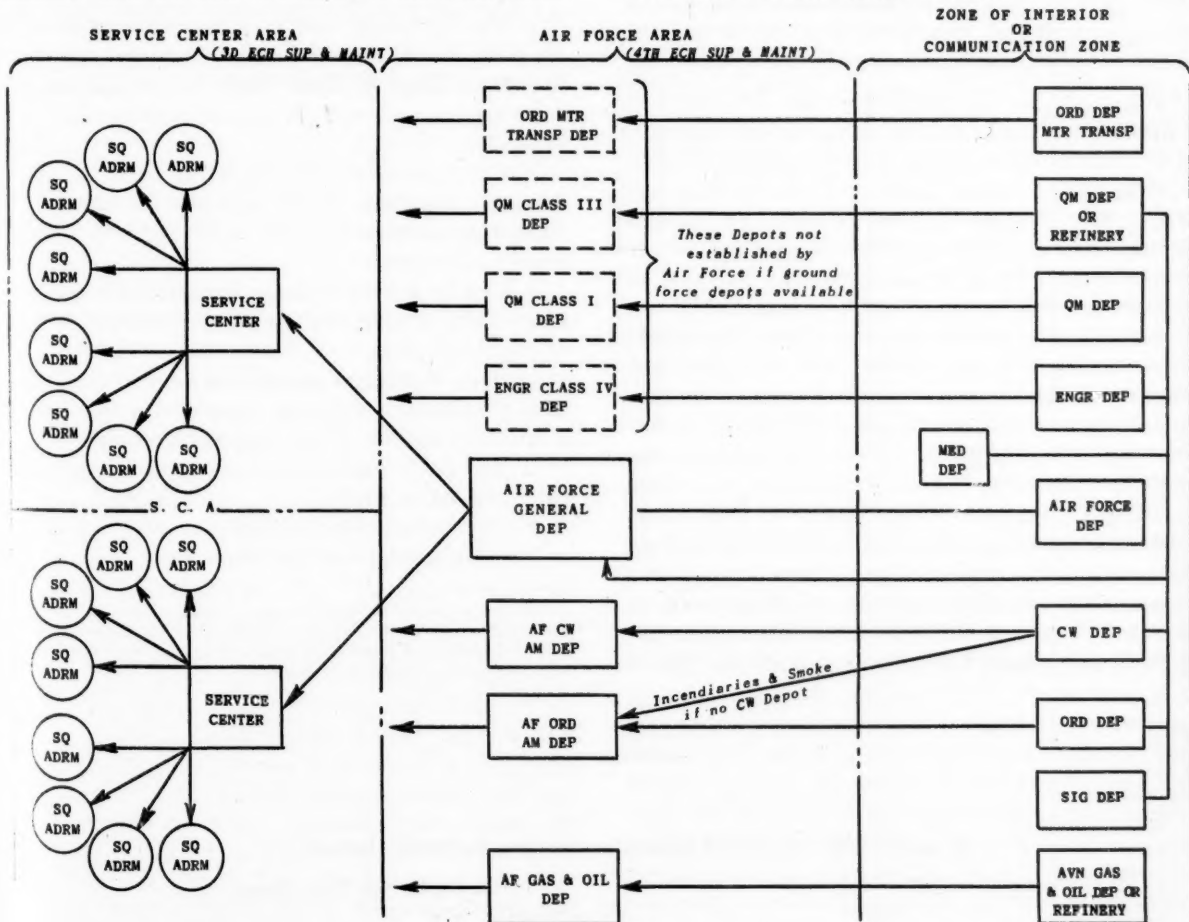 SERVICE CENTER AREA
(3D ECH SUP & MAINT)
AIR FORCE AREA
(4TH ECH SUP & MAINT)
ZONE OF INTERIOR
OR
COMMUNICATION ZONE
SQ
ADRM
SQ
ADRM
SQ
ADRM
SQ
ADRM
SQ
ADRM
SQ
ADRM
SQ
ADRM
SQ
ADRM
SERVICE
CENTER
S. C. A
SQ
ADRM
SQ
ADRM
SQ
ADRM
SQ
ADRM
SQ
ADRM
SQ
ADRM
SQ
ADRM
SQ
ADRM
SERVICE
CENTER
ORD MTR
TRANSP DEP
QM CLASS III
DEP
QM CLASS I
DEP
ENGR CLASS IV
DEP
These Depots not
established by
Air Force if ground
force depots available
AIR FORCE
GENERAL
DEP
AF CW
AM DEP
Incendiaries & Smoke
if no CW Depot
AF ORD
AM DEP
AF GAS & OIL
DEP
ORD DEP
MTR TRANSP
QM DEP
OR
REFINERY
QM DEP
ENGR DEP
MED
DEP
AIR FORCE
DEP
CW DEP
ORD DEP
SIG DEP
AVN GAS
& OIL DEP OR
REFINERY